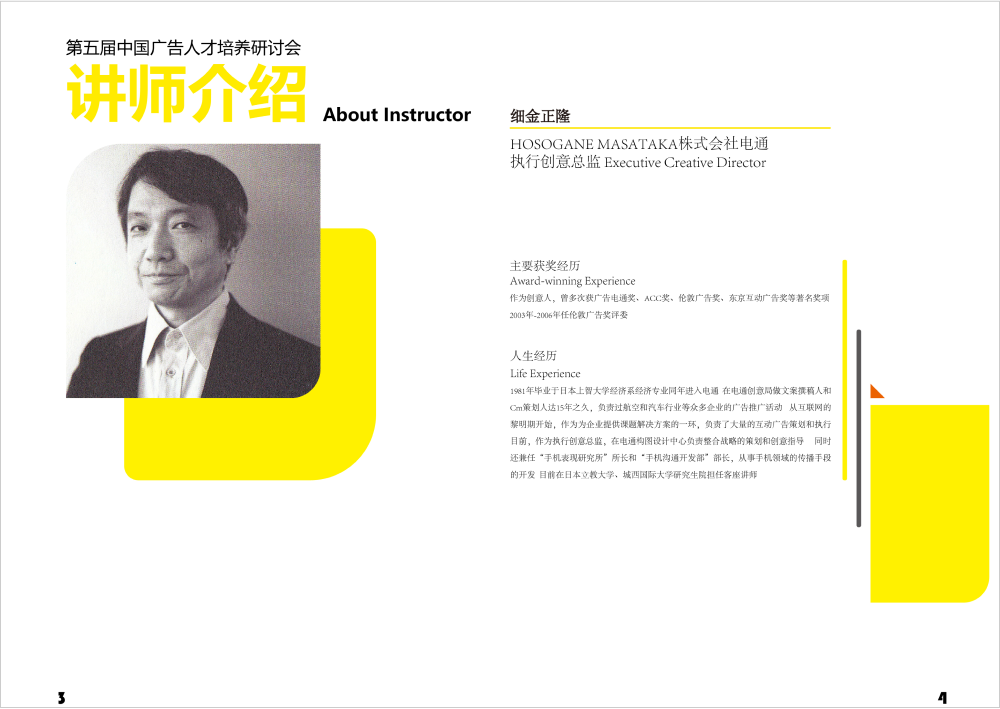 第五届中国广告人才培养研讨会
讲师介绍
About Instructor
细金正隆
HOSOGANE MASATAKA株式会社电通
执行创意总监 Executive Creative Director
主要获奖经历
Award-winning Experience
作为创意人，曾多次获广告电通奖、ACC奖、伦敦广告奖、东京互动广告奖等著名奖项
2003年-2006年任伦敦广告奖评委
人生经历
Life Experience
1981年毕业于日本上智大学经济系经济专业同年进入电通 在电通创意局做文案撰稿人和
Cm策划人达15年之久，负责过航空和汽车行业等众多企业的广告推广活动 从互联网的
黎明期开始，作为为企业提供课题解决方案的一环，负责了大量的互动广告策划和执行
目前，作为执行创意总监，在电通构图设计中心负责整合战略的策划和创意指导 同时
还兼任“手机表现研究所”所长和“手机沟通开发部”部长，从事手机领域的传播手段
的开发 目前在日本立教大学、城西国际大学研究生院担任客座讲师
3
4